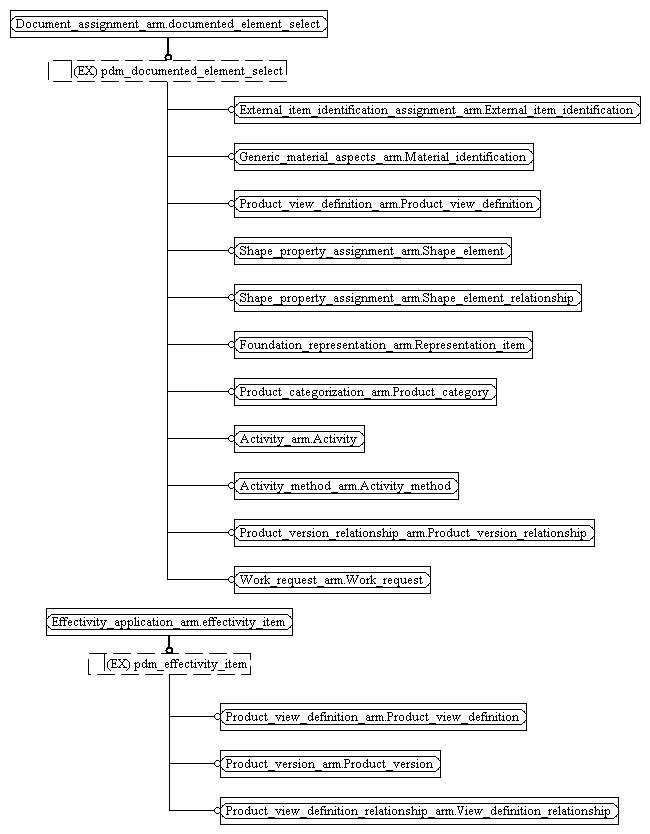 Document_assignment_arm.documented_element_select
(EX) pdm_documented_element_select
External_item_identification_assignment_arm.External_item_identification
Generic_material_aspects_arm.Material_identification
Product_view_definition_arm.Product_view_definition
Shape_property_assignment_arm.Shape_element
Shape_property_assignment_arm.Shape_element_relationship
Foundation_representation_arm.Representation_item
Product_categorization_arm.Product_category
Activity_arm.Activity
Activity_method_arm.Activity_method
Product_version_relationship_arm.Product_version_relationship
Work_request_arm.Work_request
Effectivity_application_arm.effectivity_item
(EX) pdm_effectivity_item
Product_view_definition_arm.Product_view_definition
Product_version_arm.Product_version
Product_view_definition_relationship_arm.View_definition_relationship